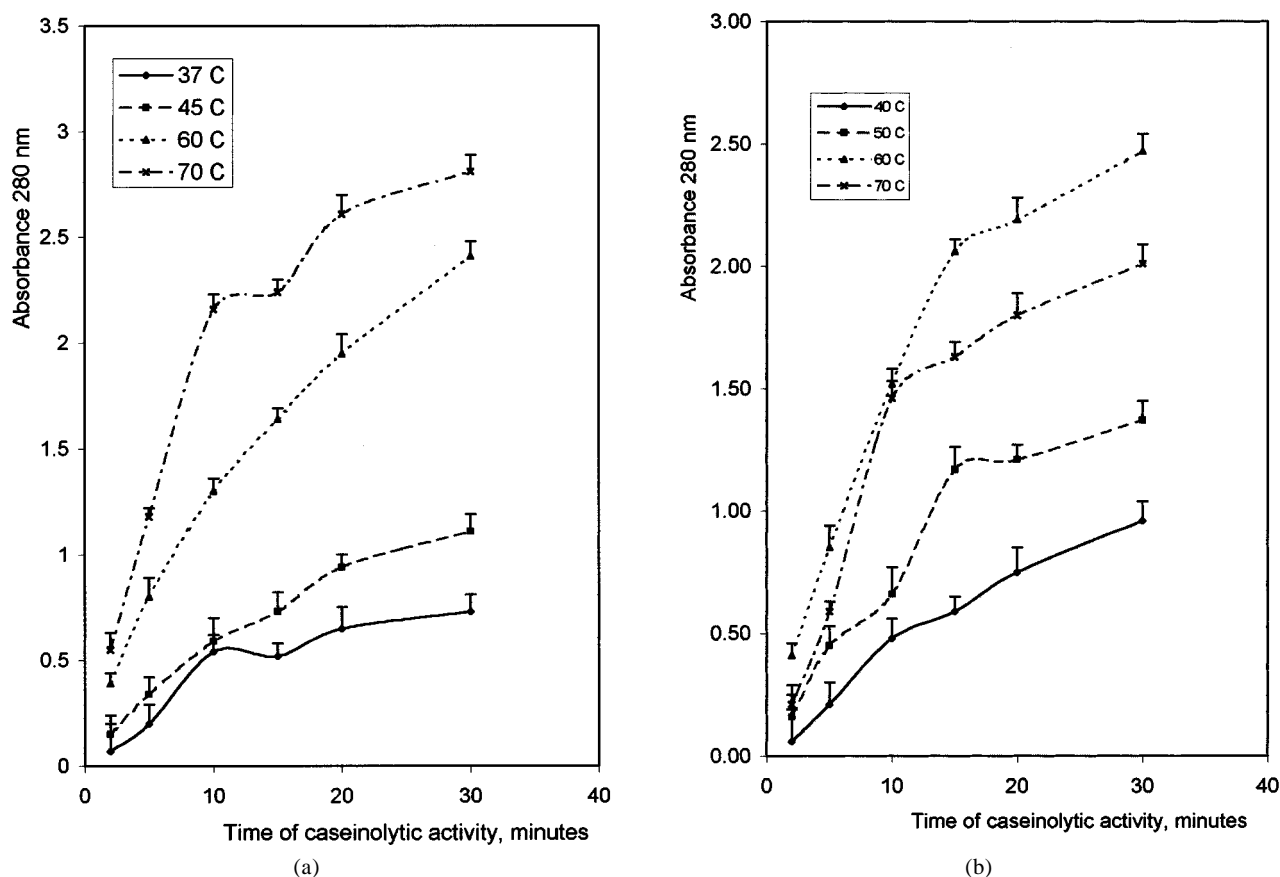 3.5
3
2.5
2
1.5
1
0.5
0
0
10
20
30
40
Absorbance 280 nm
37 C
45 C
60 C
70 C
Time of caseinolytic activity, minutes
(a)
3.00
2.50
2.00
1.50
1.00
0.50
0.00
0
10
20
30
40
Absorbance 280 nm
40 C
50 C
60 C
70 C
Time of caseinolytic activity, minutes
(b)